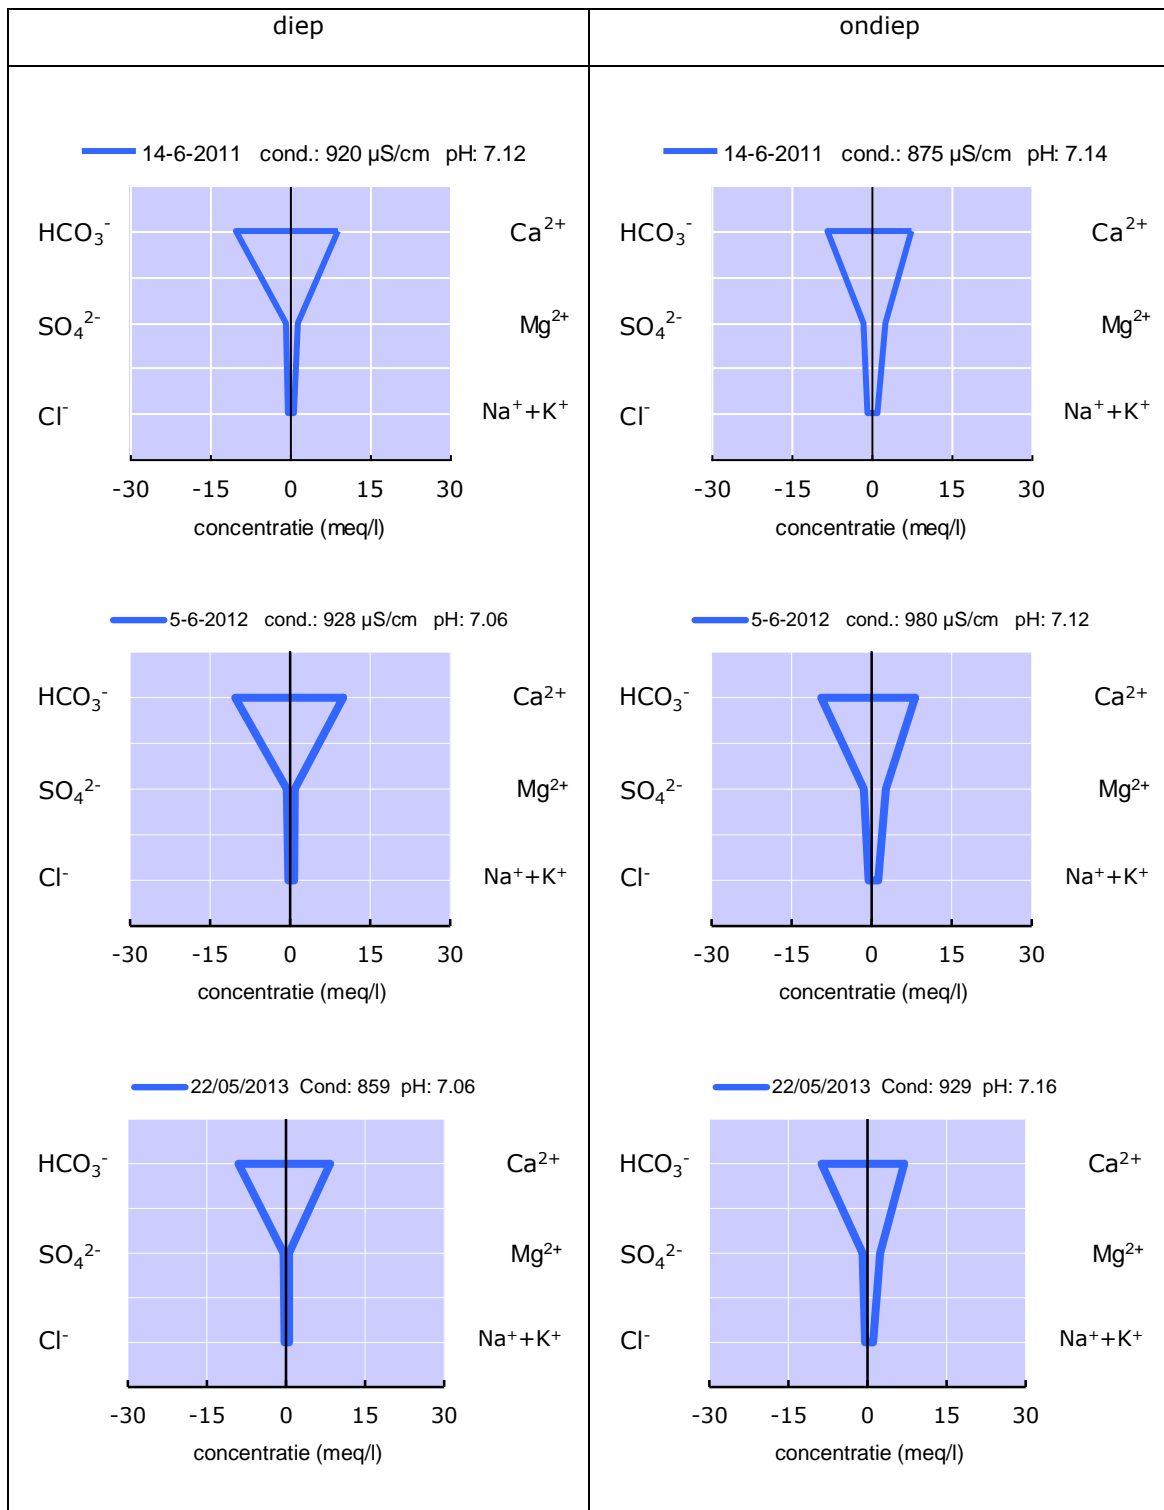 diep
ondiep
14-6-2011 cond.: 920 µS/cm pH: 7.12
HCO₃⁻
Ca²⁺
SO₄²⁻
Mg²⁺
Cl⁻
Na⁺+K⁺
-30 -15 0 15 30
concentratie (meq/l)
14-6-2011 cond.: 875 µS/cm pH: 7.14
HCO₃⁻
Ca²⁺
SO₄²⁻
Mg²⁺
Cl⁻
Na⁺+K⁺
-30 -15 0 15 30
concentratie (meq/l)
5-6-2012 cond.: 928 µS/cm pH: 7.06
HCO₃⁻
Ca²⁺
SO₄²⁻
Mg²⁺
Cl⁻
Na⁺+K⁺
-30 -15 0 15 30
concentratie (meq/l)
5-6-2012 cond.: 980 µS/cm pH: 7.12
HCO₃⁻
Ca²⁺
SO₄²⁻
Mg²⁺
Cl⁻
Na⁺+K⁺
-30 -15 0 15 30
concentratie (meq/l)
22/05/2013 Cond: 859 pH: 7.06
HCO₃⁻
Ca²⁺
SO₄²⁻
Mg²⁺
Cl⁻
Na⁺+K⁺
-30 -15 0 15 30
concentratie (meq/l)
22/05/2013 Cond: 929 pH: 7.16
HCO₃⁻
Ca²⁺
SO₄²⁻
Mg²⁺
Cl⁻
Na⁺+K⁺
-30 -15 0 15 30
concentratie (meq/l)